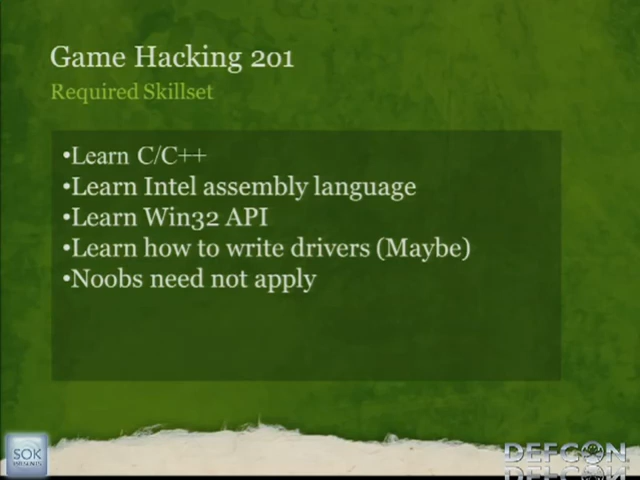 Game Hacking 201
Required Skillset
•Learn C/C++
•Learn Intel assembly language
•Learn Win32 API
•Learn how to write drivers (Maybe)
•Noobs need not apply
SOK
PRESENTS
DEFCON